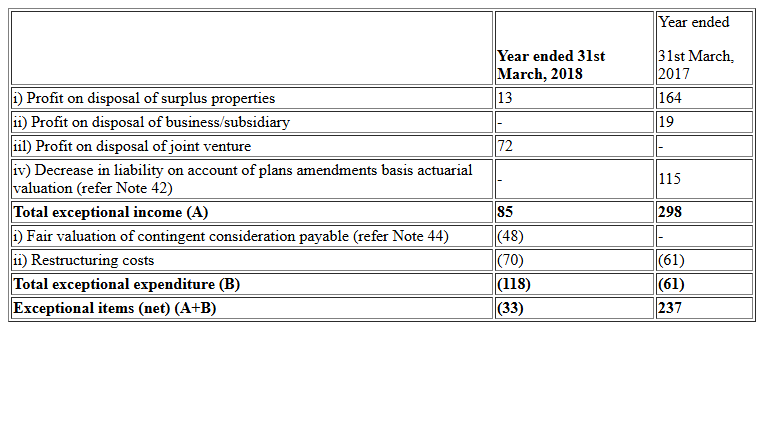 Year ended 31st March, 2018
Year ended
31st March, 2017
i) Profit on disposal of surplus properties 13 164
ii) Profit on disposal of business/subsidiary - 19
iil) Profit on disposal of joint venture 72 -
iv) Decrease in liability on account of plans amendments basis actuarial
valuation (refer Note 42) - 115
Total exceptional income (A) 85 298
i) Fair valuation of contingent consideration payable (refer Note 44) (48) -
ii) Restructuring costs (70) (61)
Total exceptional expenditure (B) (118) (61)
Exceptional items (net) (A+B) (33) 237